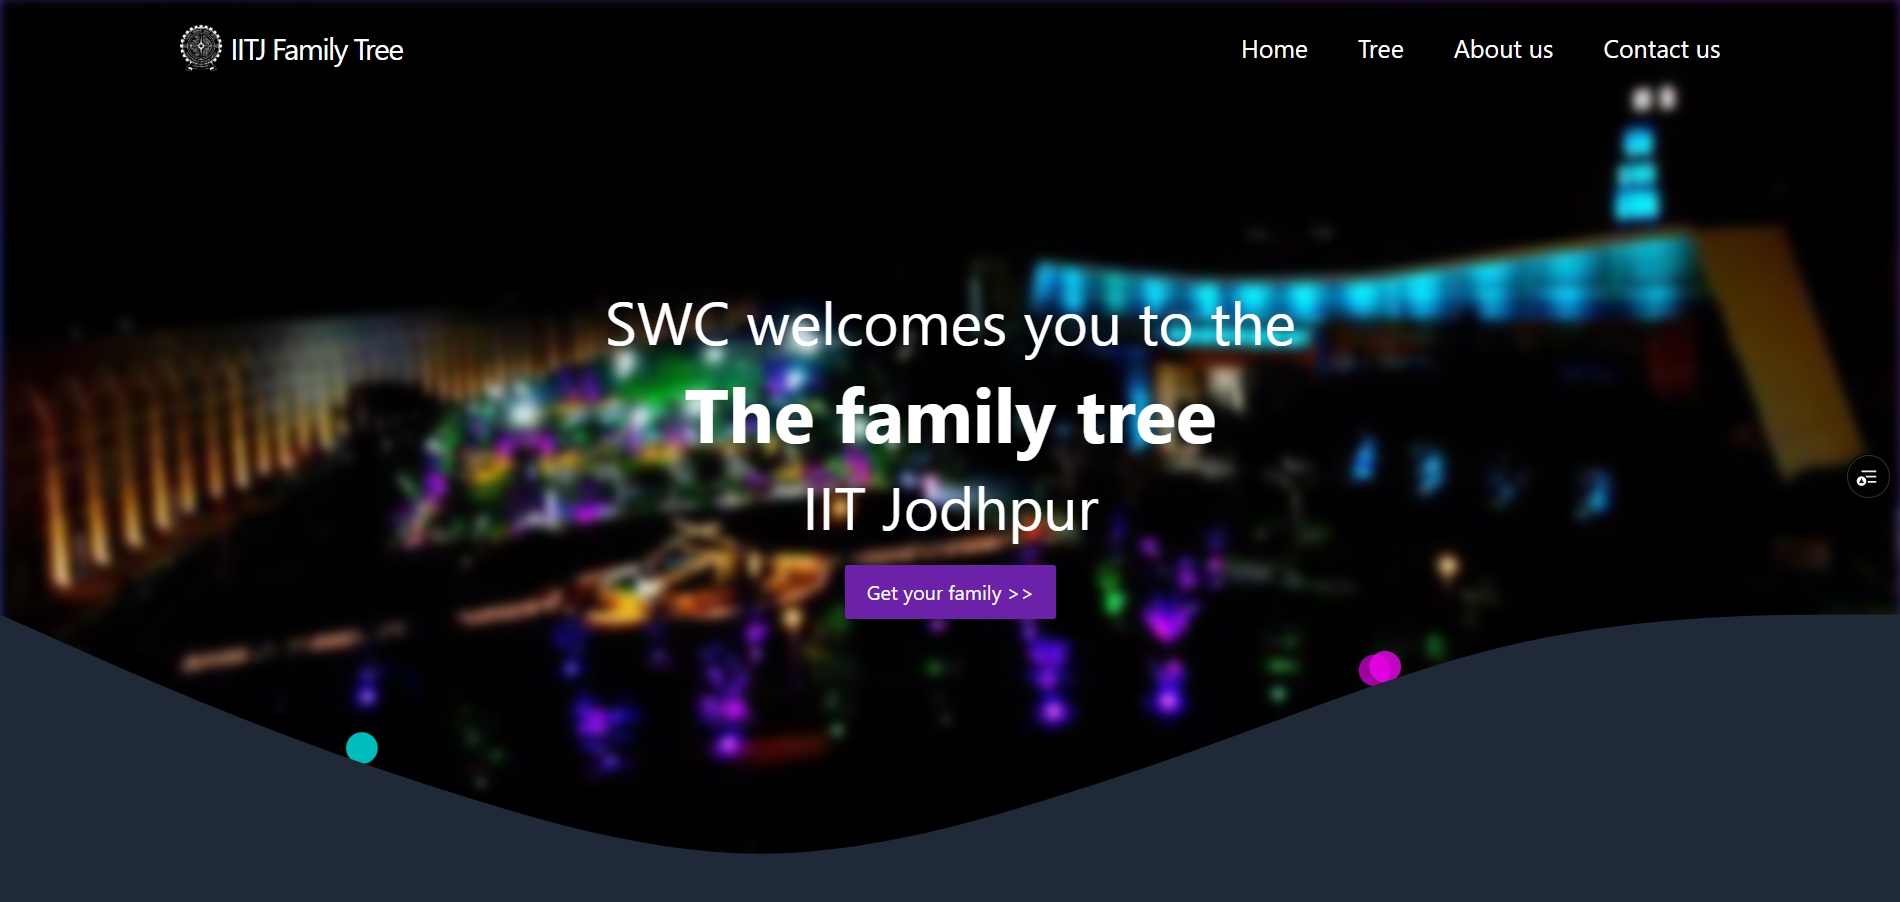 IITJ Family Tree
Home
Tree
About us
Contact us
SWC welcomes you to the
The family tree
IIT Jodhpur
Get your family >>